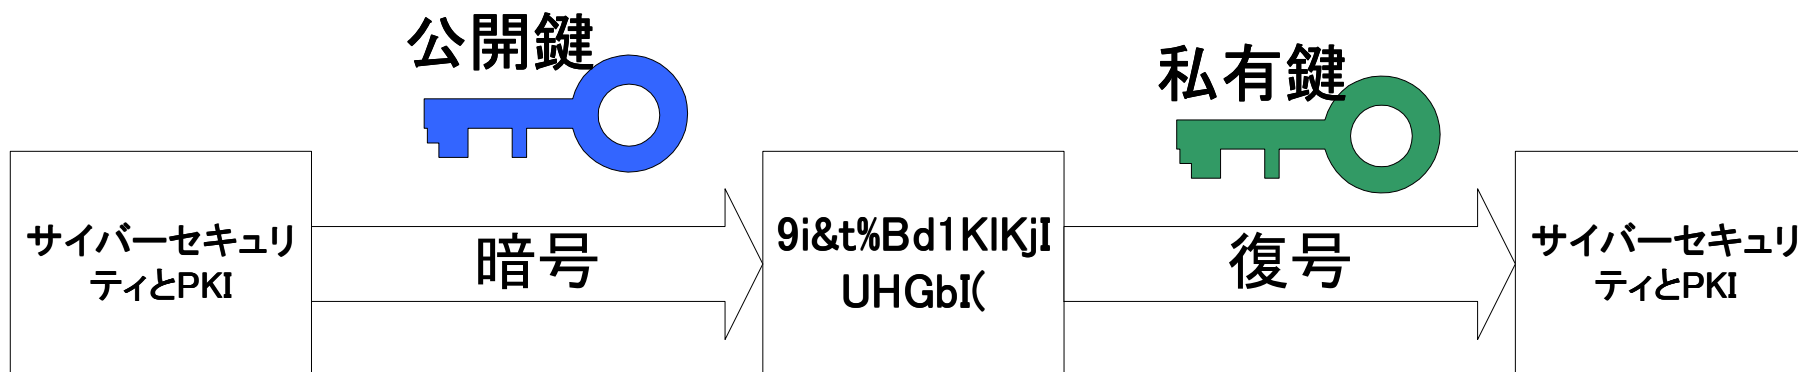 公開鍵
私有鍵
サイバーセキュリ
ティとPKI
暗号
9i&t%Bd1KlKjI
UHGbI(
復号
サイバーセキュリ
ティとPKI